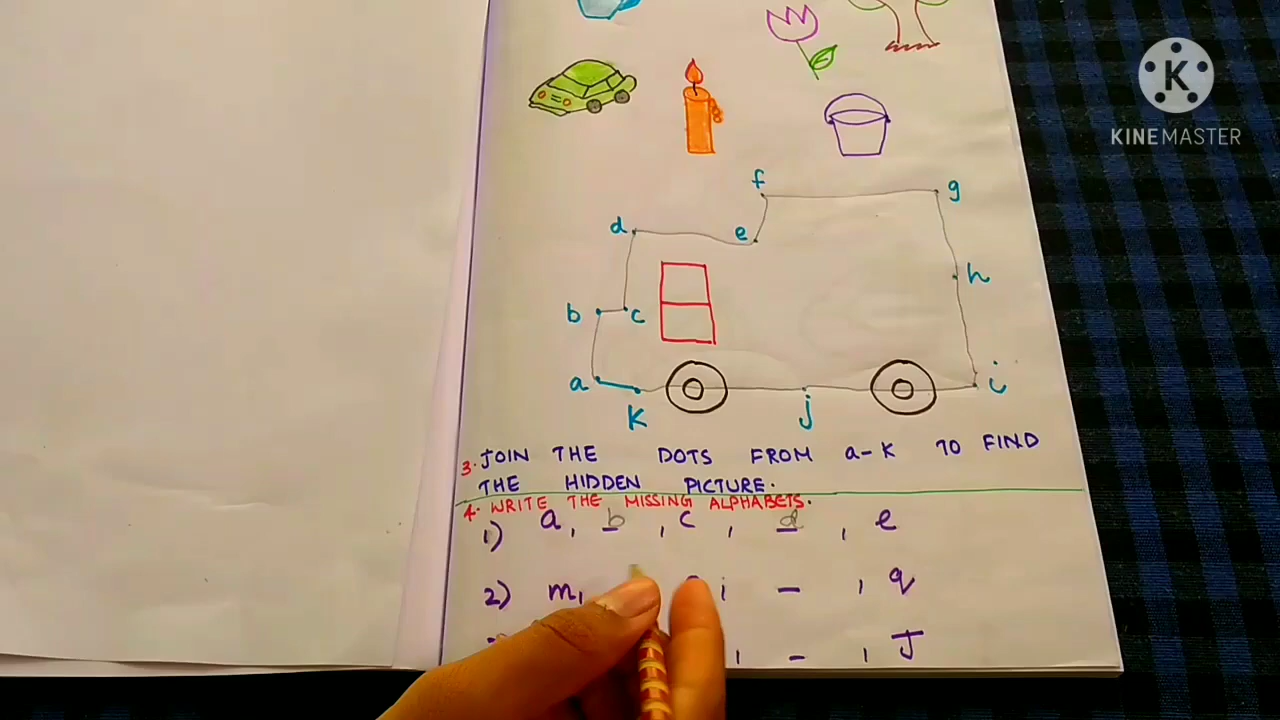 K
KINEMASTER
f
g
d
e
h
b
c
a
i
k
j
3. JOIN THE DOTS FROM a-K TO FIND
THE HIDDEN PICTURE.
4. WRITE THE MISSING ALPHABETS.
1) a, b, c, d, e
2) m, , _ , q
, _ , J